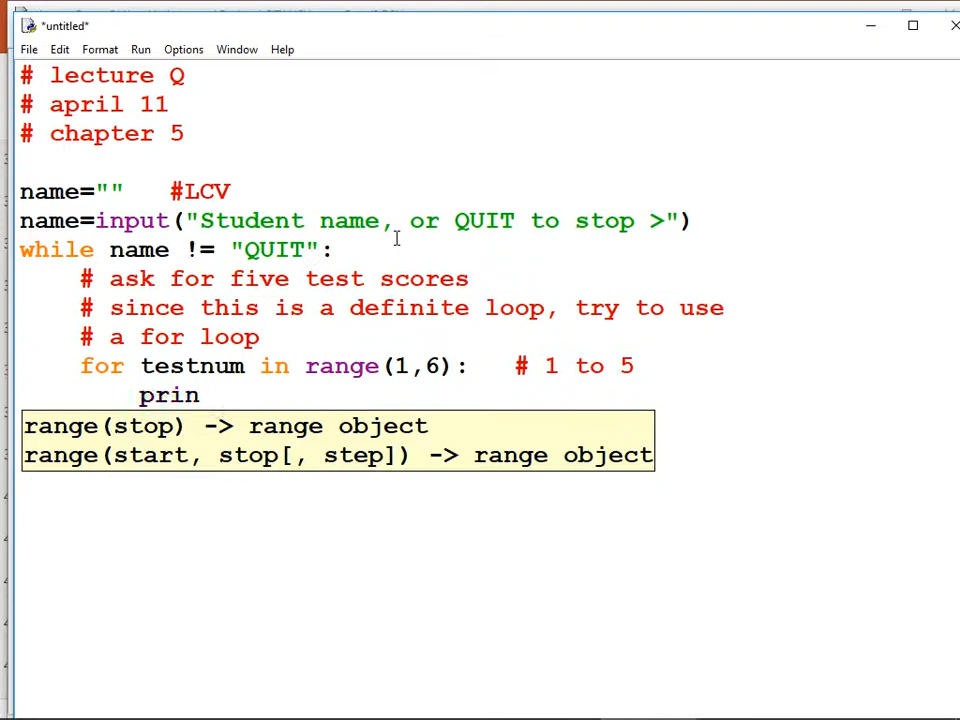 *untitled*
File Edit Format Run Options Window Help
# lecture Q
# april 11
# chapter 5
name="" #LCV
name=input("Student name, or QUIT to stop >")
while name != "QUIT":
# ask for five test scores
# since this is a definite loop, try to use
# a for loop
for testnum in range(1,6): # 1 to 5
prin
range(stop) -> range object
range(start, stop[, step]) -> range object